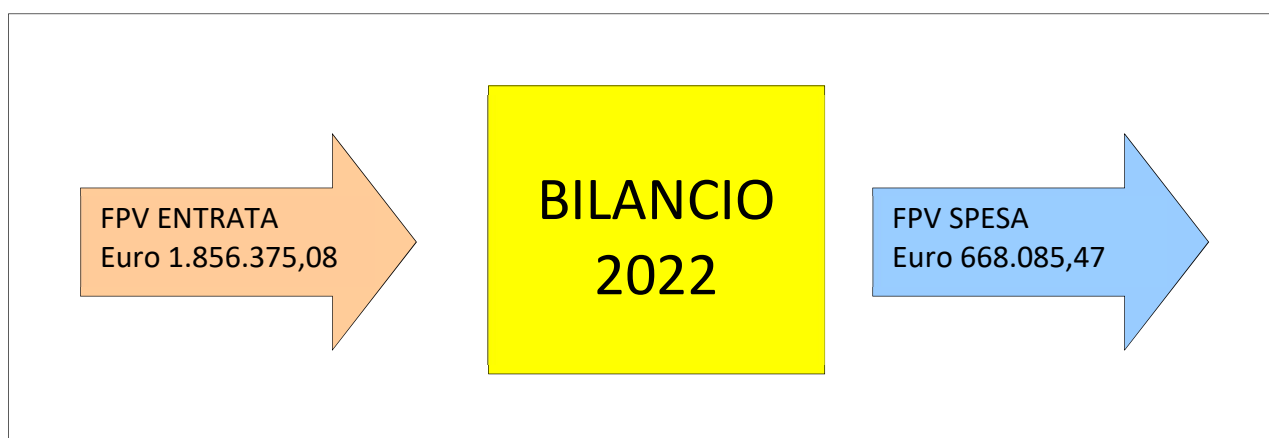 FPV ENTRATA
Euro 1.856.375,08
BILANCIO
2022
FPV SPESA
Euro 668.085,47